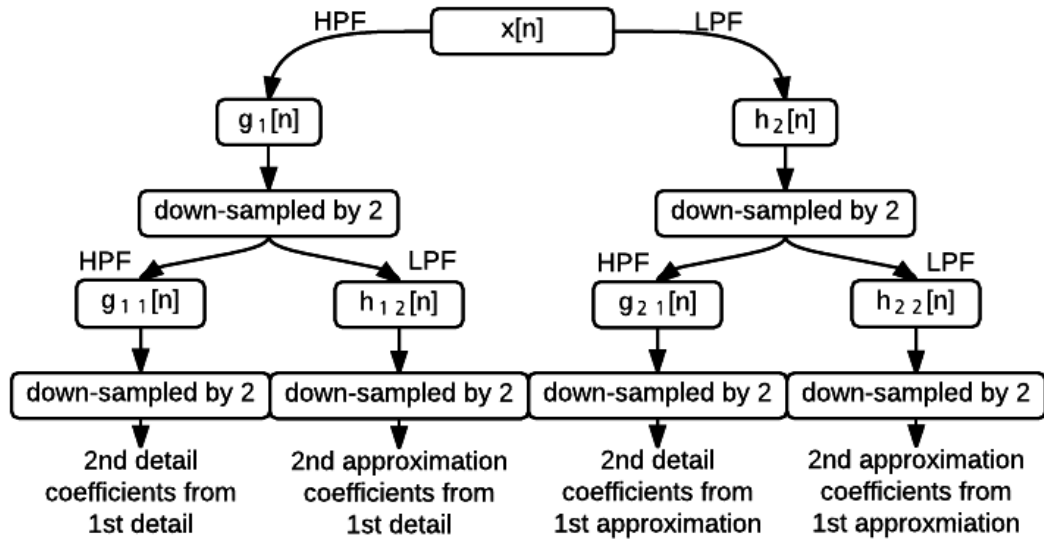 HPF
x[n]
LPF
g 1[n]
h 2[n]
down-sampled by 2
down-sampled by 2
HPF
LPF
HPF
LPF
g 1 1[n]
h 1 2[n]
g 2 1[n]
h 2 2[n]
down-sampled by 2
down-sampled by 2
down-sampled by 2
down-sampled by 2
2nd detail
coefficients from
1st detail
2nd approximation
coefficients from
1st detail
2nd detail
coefficients from
1st approximation
2nd approximation
coefficients from
1st approxmiation